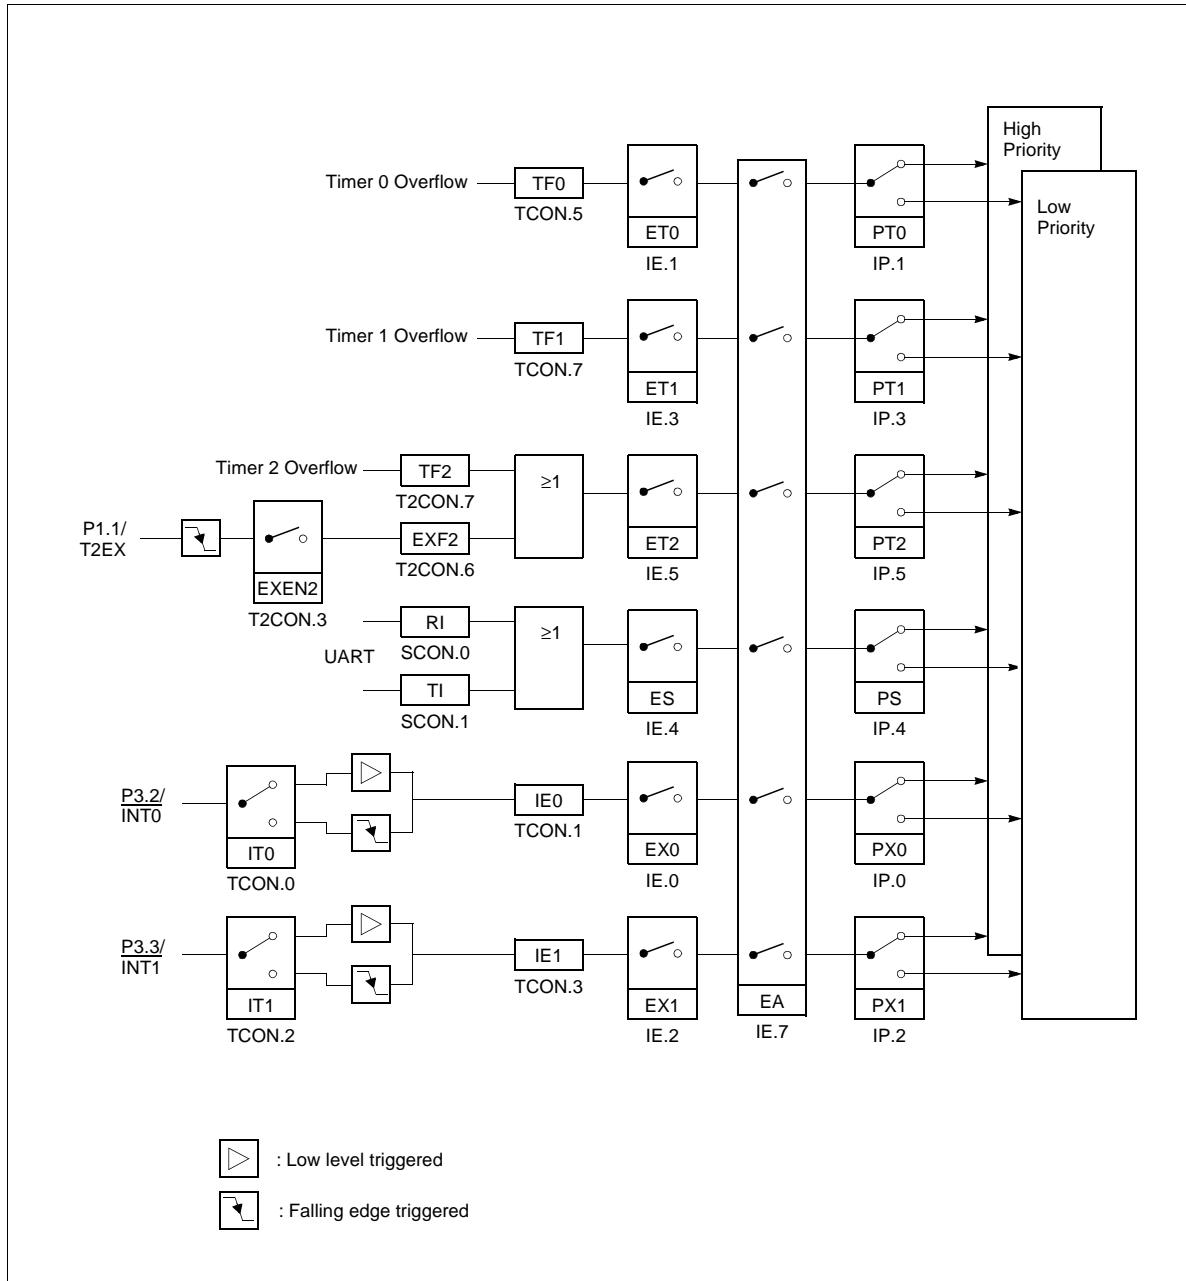 High
Priority
Low
Priority
Timer 0 Overflow
TF0
TCON.5
ET0
IE.1
PT0
IP.1
Timer 1 Overflow
TF1
TCON.7
ET1
IE.3
PT1
IP.3
Timer 2 Overflow
TF2
T2CON.7
≥1
P1.1/
T2EX
EXEN2
T2CON.3
EXF2
T2CON.6
ET2
IE.5
PT2
IP.5
UART
RI
SCON.0
TI
SCON.1
≥1
ES
IE.4
PS
IP.4
P3.2/
INT0
IT0
TCON.0
IE0
TCON.1
EX0
IE.0
PX0
IP.0
P3.3/
INT1
IT1
TCON.2
IE1
TCON.3
EX1
IE.2
EA
IE.7
PX1
IP.2
: Low level triggered
: Falling edge triggered